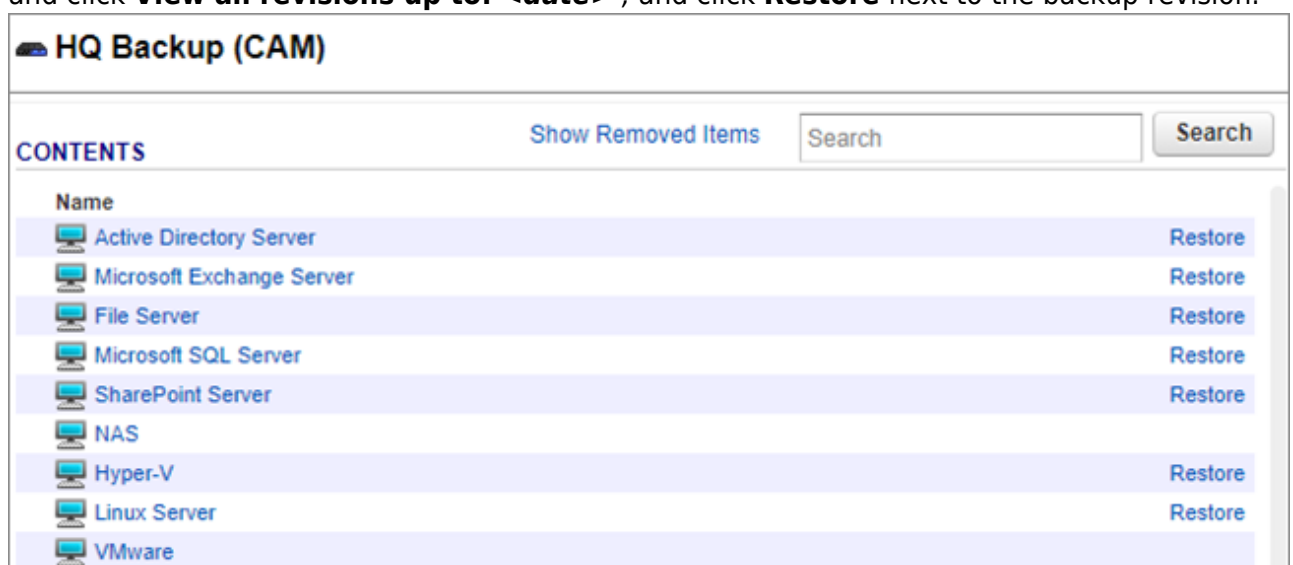 and click View all revisions up to: <date> , and click Restore next to the backup revision.
HQ Backup (CAM)
CONTENTS
Show Removed Items
Search
Search
Name
Active Directory Server Restore
Microsoft Exchange Server Restore
File Server Restore
Microsoft SQL Server Restore
SharePoint Server Restore
NAS
Hyper-V Restore
Linux Server Restore
VMware